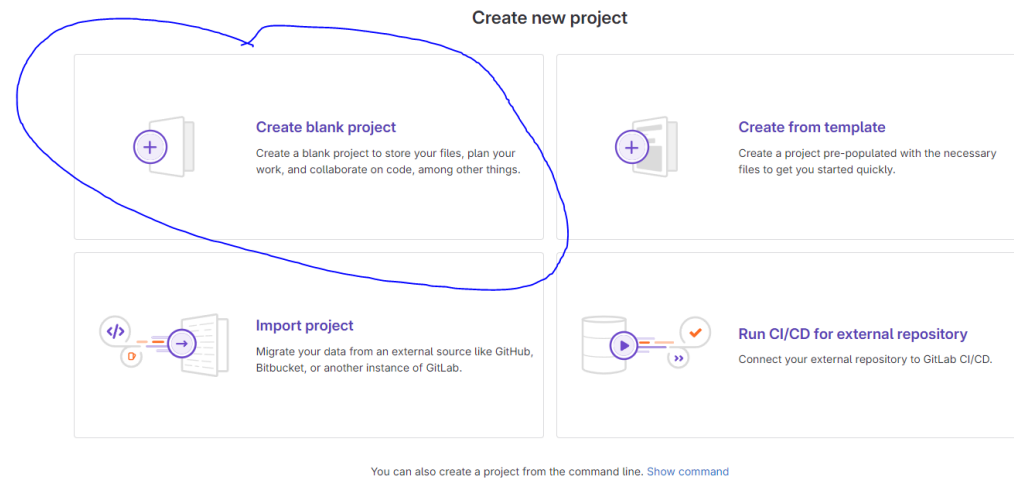 Create new project
Create blank project
Create a blank project to store your files, plan your
work, and collaborate on code, among other things.
Create from template
Create a project pre-populated with the necessary
files to get you started quickly.
Import project
Migrate your data from an external source like GitHub,
Bitbucket, or another instance of GitLab.
Run CI/CD for external repository
Connect your external repository to GitLab CI/CD.
You can also create a project from the command line. Show command